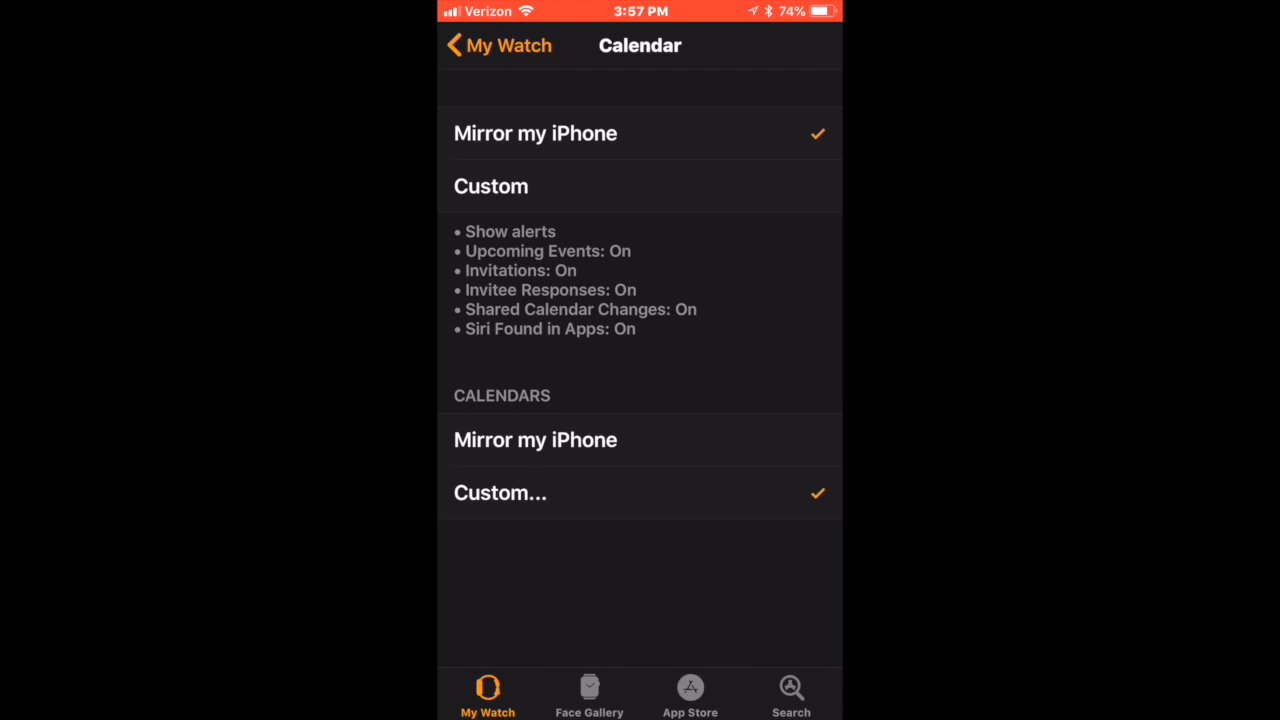 Verizon 3:57 PM 74%
My Watch Calendar
Mirror my iPhone
Custom
• Show alerts
• Upcoming Events: On
• Invitations: On
• Invitee Responses: On
• Shared Calendar Changes: On
• Siri Found in Apps: On
CALENDARS
Mirror my iPhone
Custom...
My Watch Face Gallery App Store Search